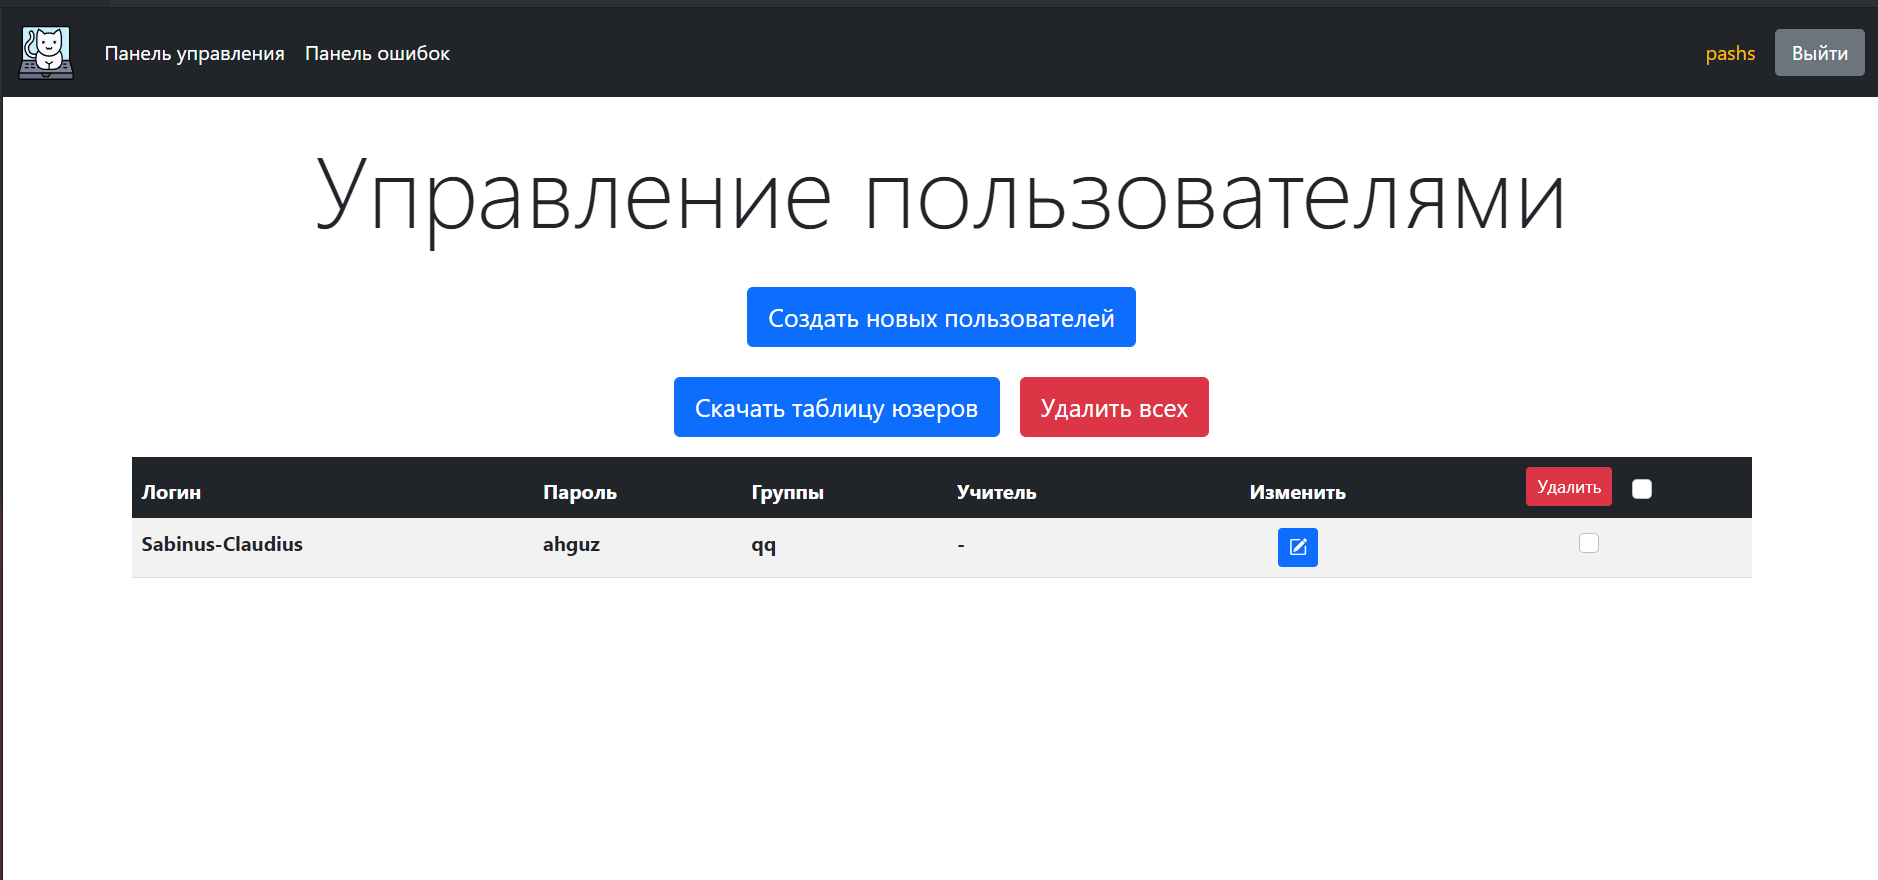 Панель управления Панель ошибок pashs Выйти
Управление пользователями
Создать новых пользователей
Скачать таблицу юзеров Удалить всех
Логин Пароль Группы Учитель Изменить Удалить
Sabinus-Claudius ahguz qq -